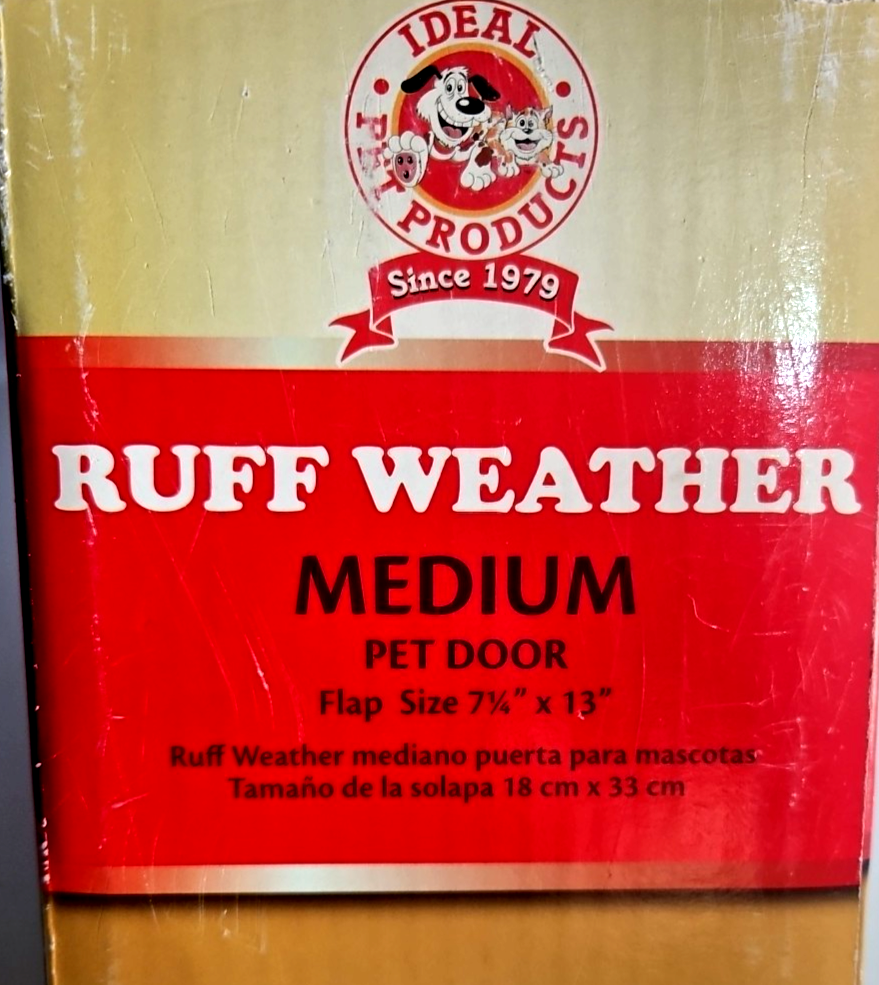 IDEAL
PET PRODUCTS
Since 1979
RUFF WEATHER
MEDIUM
PET DOOR
Flap Size 7¼” x 13”
Ruff Weather mediano puerta para mascotas
Tamaño de la solapa 18 cm x 33 cm